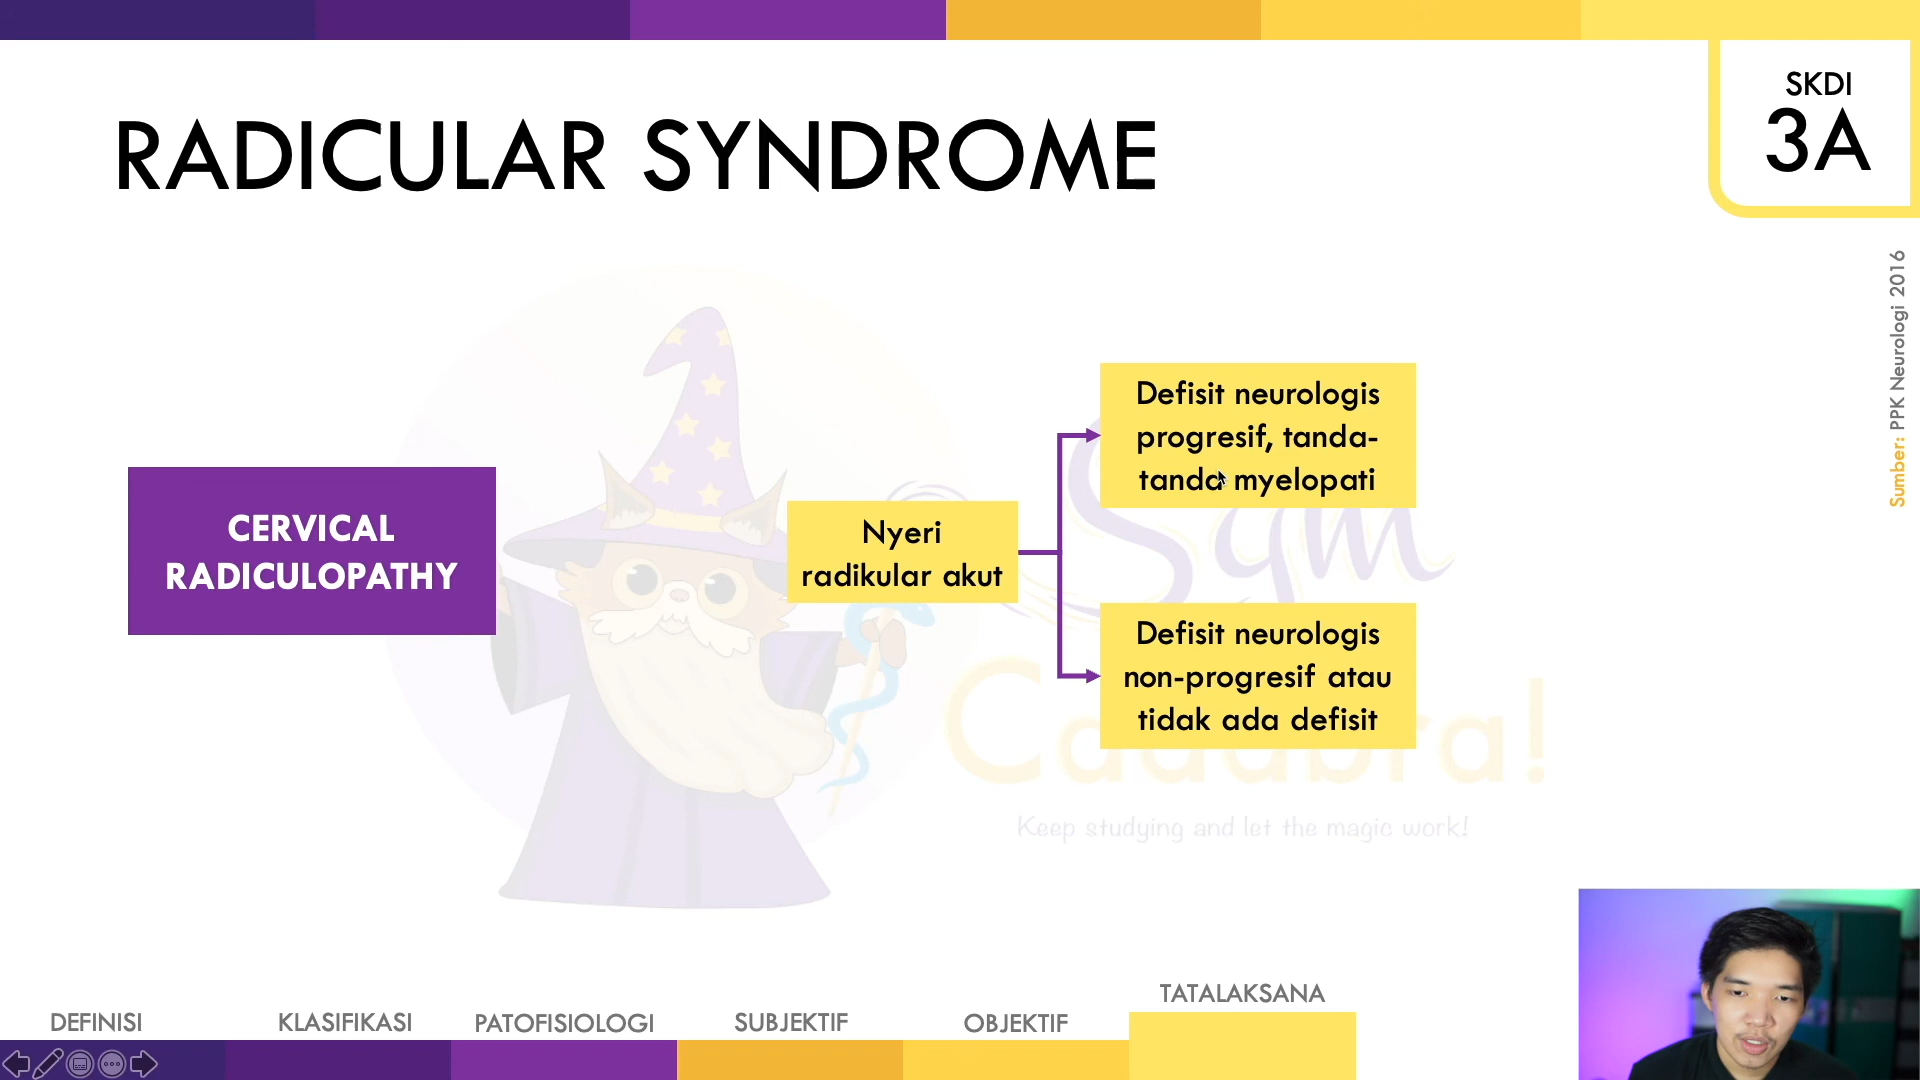 SKDI
3A
RADICULAR SYNDROME
Sumber: PPK Neurologi 2016
CERVICAL
RADICULOPATHY
Nyeri
radikular akut
Defisit neurologis
progresif, tanda-
tanda myelopati
Defisit neurologis
non-progresif atau
tidak ada defisit
Sym
Cadabra!
Keep studying and let the magic work!
DEFINISI
KLASIFIKASI
PATOFISIOLOGI
SUBJEKTIF
OBJEKTIF
TATALAKSANA